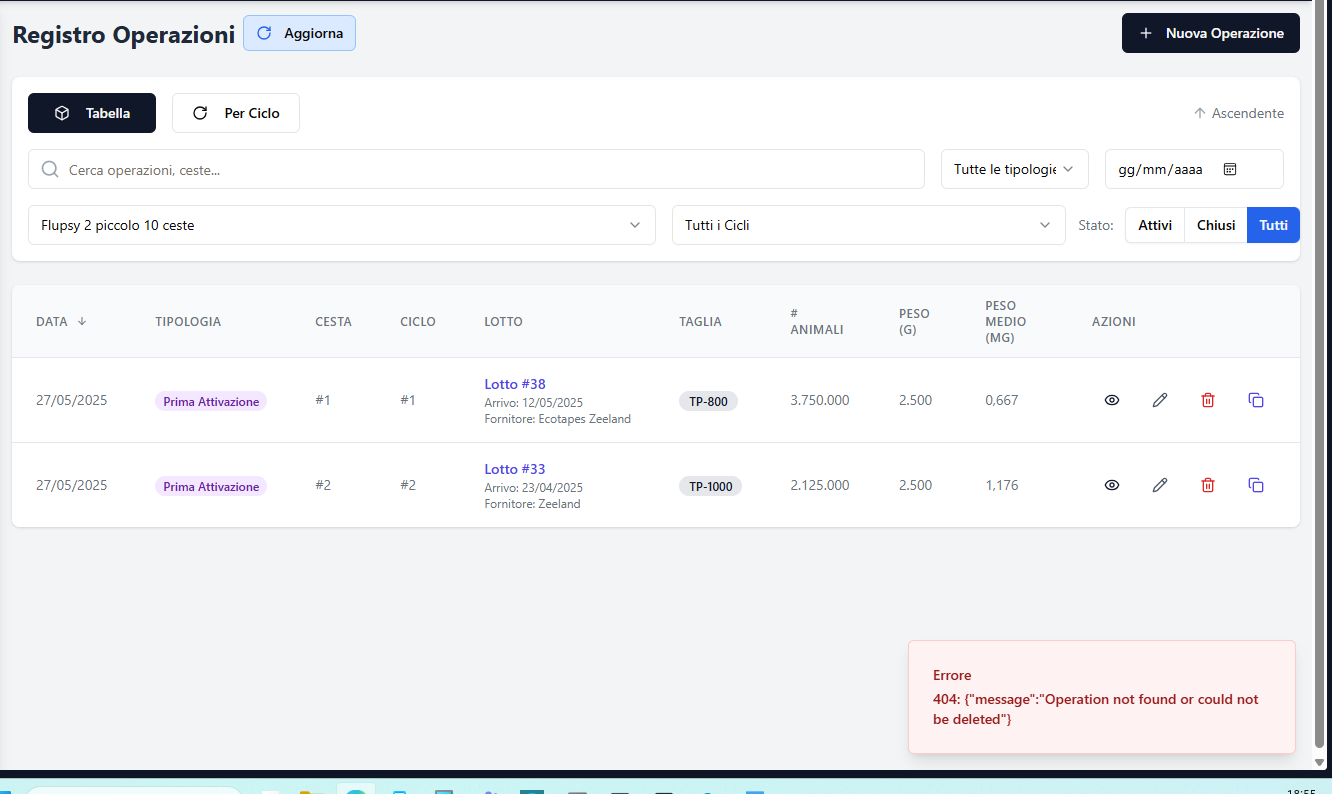 Registro Operazioni
Aggiorna
Nuova Operazione
Tabella
Per Ciclo
Ascendente
Cerca operazioni, ceste...
Tutte le tipologie
gg/mm/aaaa
Flupsy 2 piccolo 10 ceste
Tutti i Cicli
Stato:
Attivi
Chiusi
Tutti
DATA
TIPOLOGIA
CESTA
CICLO
LOTTO
TAGLIA
#
ANIMALI
PESO
(G)
PESO
MEDIO
(MG)
AZIONI
27/05/2025
Prima Attivazione
#1
#1
Lotto #38
Arrivo: 12/05/2025
Fornitore: Ecotapes Zeeland
TP-800
3.750.000
2.500
0,667
27/05/2025
Prima Attivazione
#2
#2
Lotto #33
Arrivo: 23/04/2025
Fornitore: Zeeland
TP-1000
2.125.000
2.500
1,176
Errore
404: {"message":"Operation not found or could not
be deleted"}